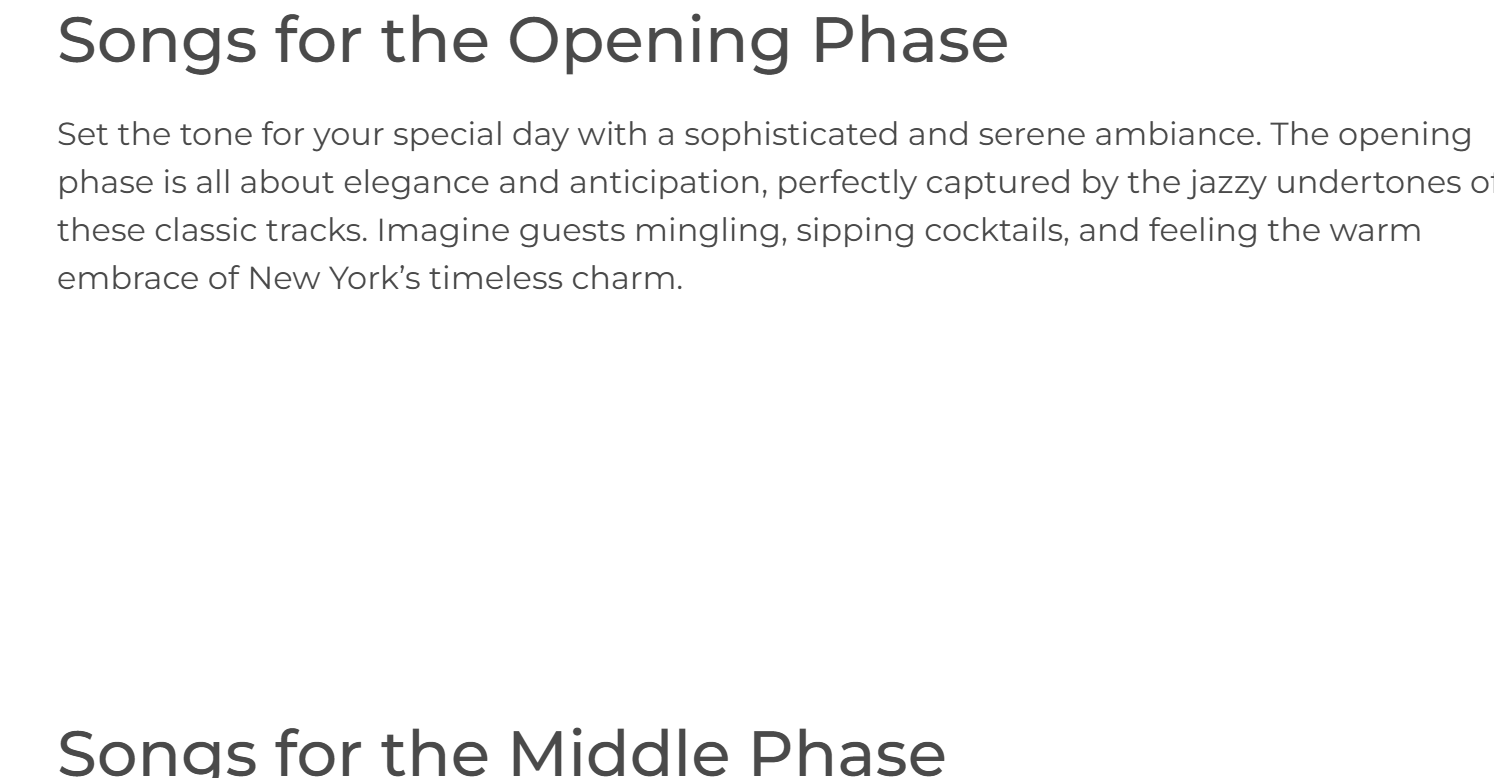 Songs for the Opening Phase
Set the tone for your special day with a sophisticated and serene ambiance. The opening
phase is all about elegance and anticipation, perfectly captured by the jazzy undertones of
these classic tracks. Imagine guests mingling, sipping cocktails, and feeling the warm
embrace of New York’s timeless charm.
Songs for the Middle Phase